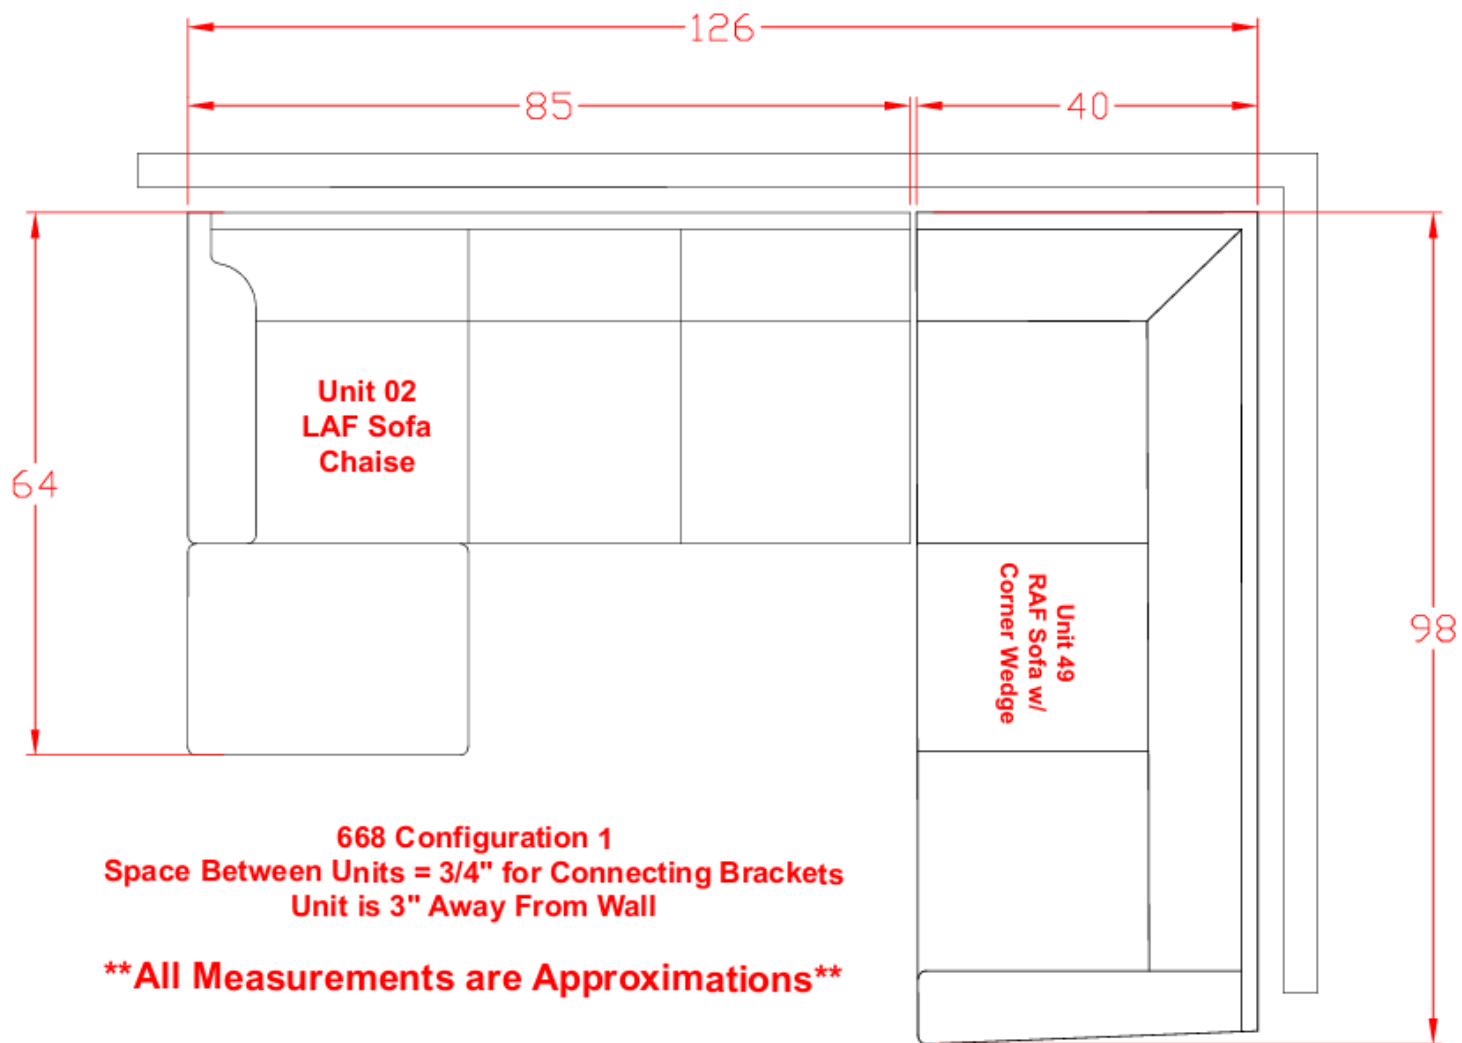 126
85
40
Unit 02
LAF Sofa
Chaise
64
Unit 49
RAF Sofa w/
Corner Wedge
98
668 Configuration 1
Space Between Units = 3/4" for Connecting Brackets
Unit is 3" Away From Wall
**All Measurements are Approximations**